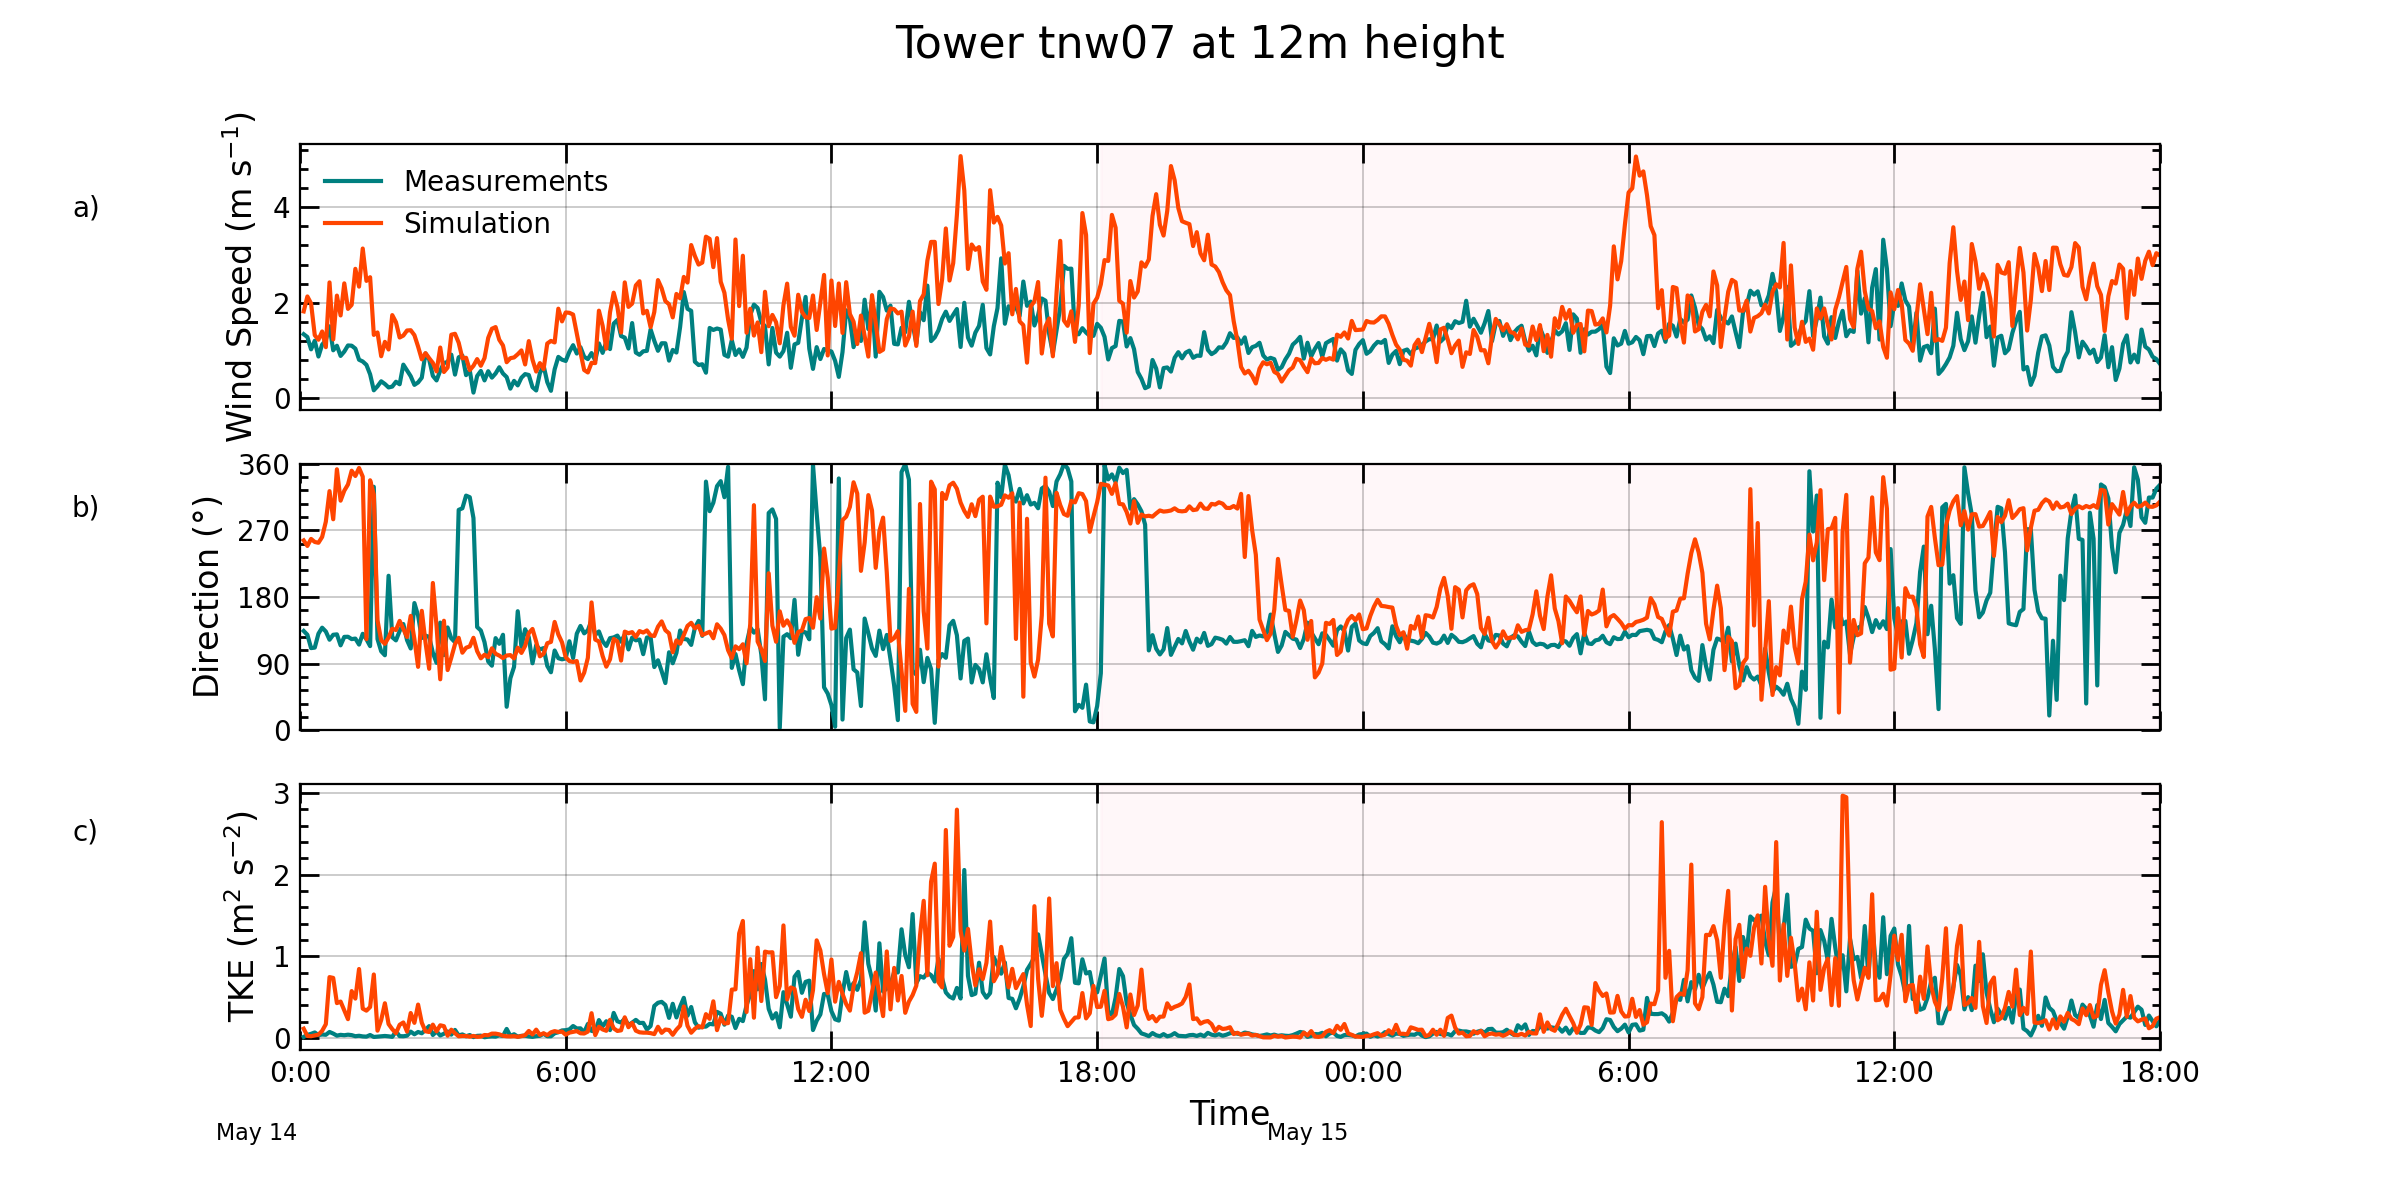 Tower tnw07 at 12m height
a)
Wind Speed (m s⁻¹)
4
2
0
Measurements
Simulation
b)
Direction (°)
360
270
180
90
0
c)
TKE (m² s⁻²)
3
2
1
0
0:00 6:00 12:00 18:00 00:00 6:00 12:00 18:00
Time
May 14 May 15